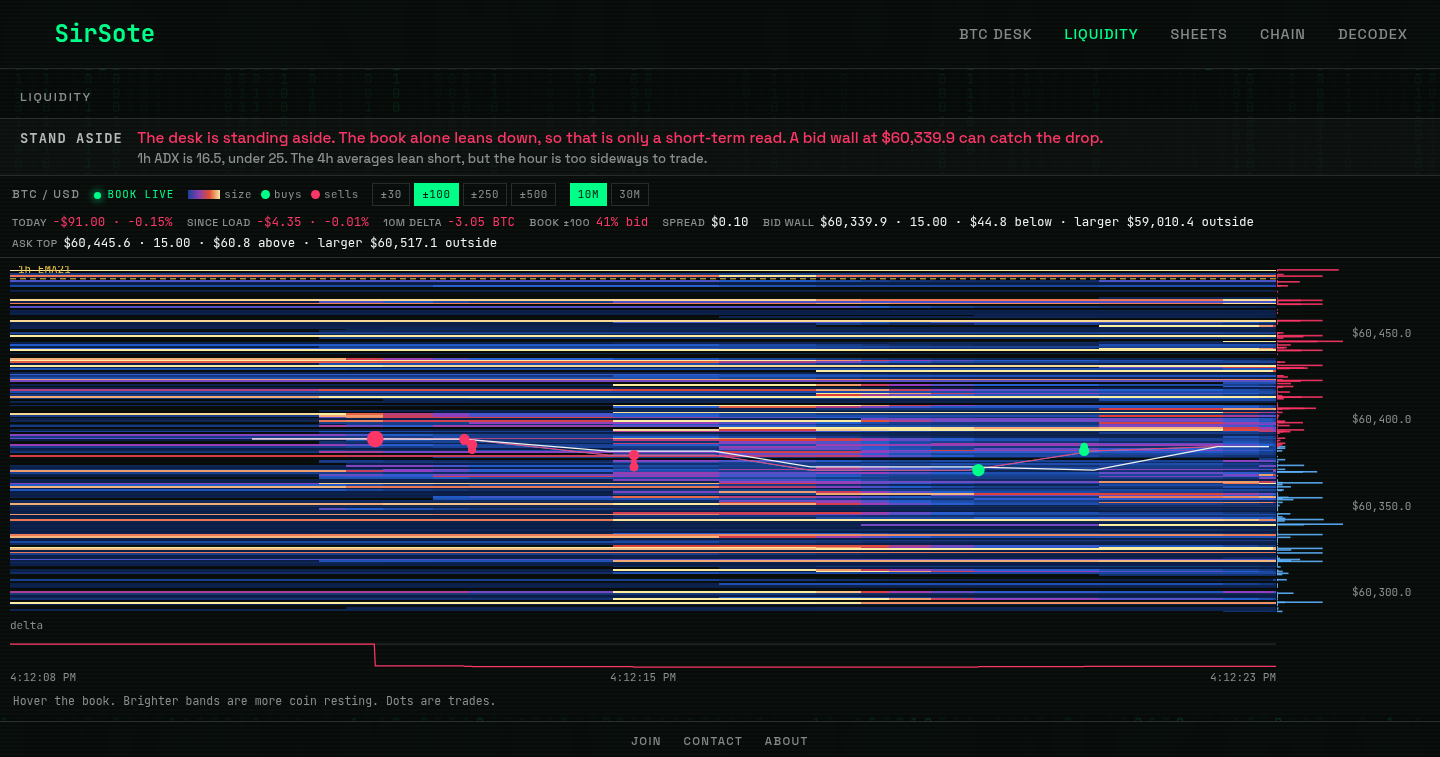 SirSote
BTC DESK LIQUIDITY SHEETS CHAIN DECODEX
LIQUIDITY
STAND ASIDE The desk is standing aside. The book alone leans down, so that is only a short-term read. A bid wall at $60,339.9 can catch the drop.
1h ADX is 16.5, under 25. The 4h averages lean short, but the hour is too sideways to trade.
BTC / USD BOOK LIVE size buys sells ±30 ±100 ±250 ±500 10M 30M
TODAY -$91.00 · -0.15% SINCE LOAD -$4.35 · -0.01% 10M DELTA -3.05 BTC BOOK ±100 41% bid SPREAD $0.10 BID WALL $60,339.9 · 15.00 · $44.8 below · larger $59,010.4 outside
ASK TOP $60,445.6 · 15.00 · $60.8 above · larger $60,517.1 outside
1h EMA21
$60,450.0
$60,400.0
$60,350.0
$60,300.0
delta
4:12:08 PM 4:12:15 PM 4:12:23 PM
Hover the book. Brighter bands are more coin resting. Dots are trades.
JOIN CONTACT ABOUT